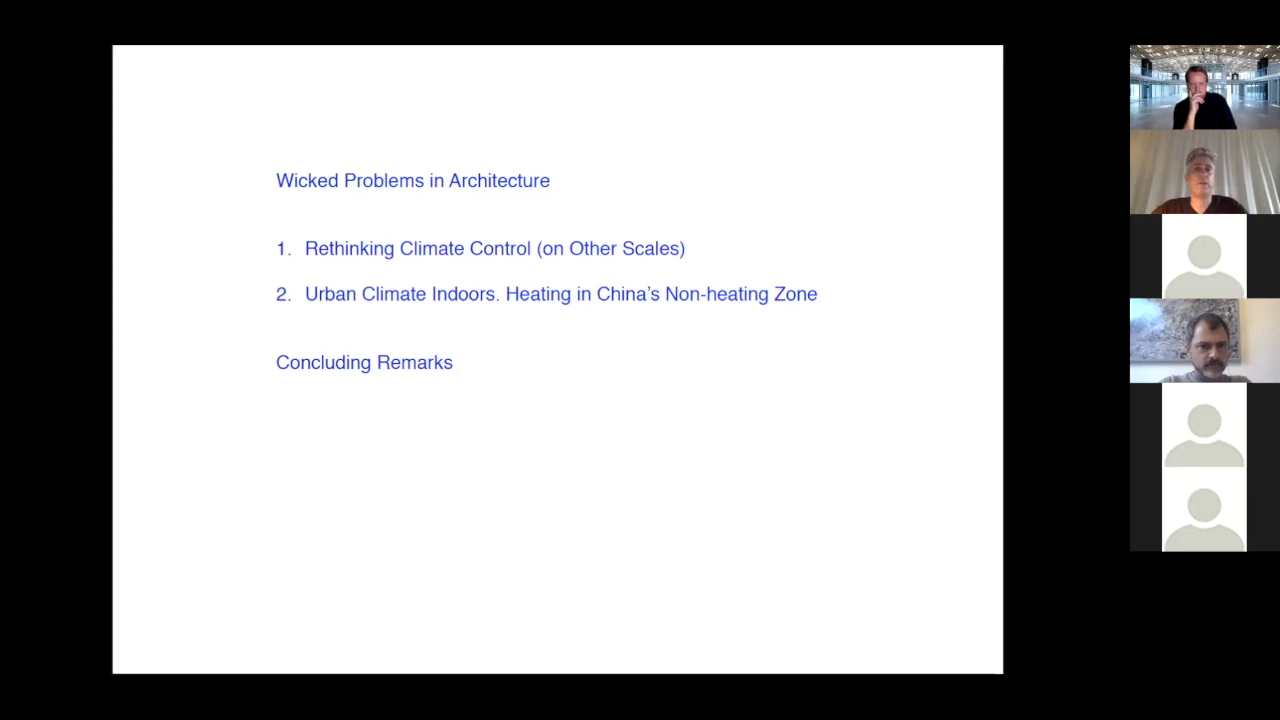 Wicked Problems in Architecture
1. Rethinking Climate Control (on Other Scales)
2. Urban Climate Indoors. Heating in China’s Non-heating Zone
Concluding Remarks